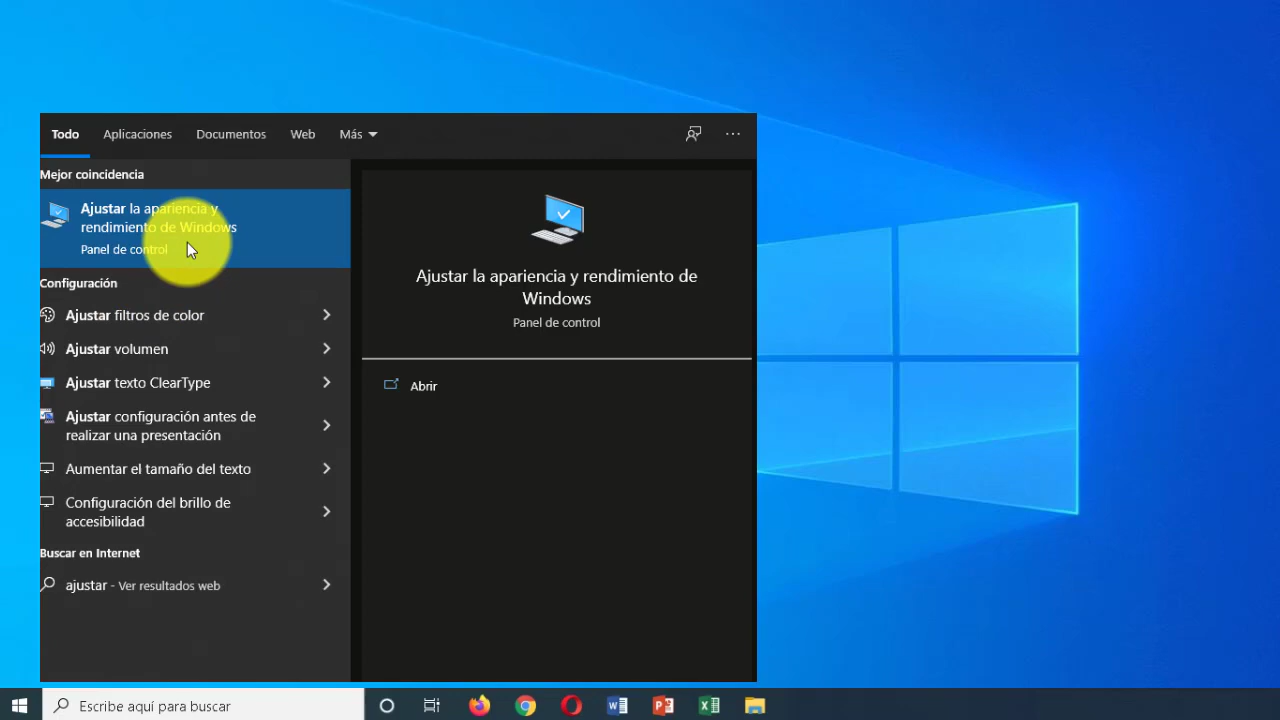 Todo Aplicaciones Documentos Web Más
Mejor coincidencia
Ajustar la apariencia y
rendimiento de Windows
Panel de control
Configuración
Ajustar filtros de color
Ajustar volumen
Ajustar texto ClearType
Ajustar configuración antes de
realizar una presentación
Aumentar el tamaño del texto
Configuración del brillo de
accesibilidad
Buscar en Internet
ajustar - Ver resultados web
Ajustar la apariencia y rendimiento de
Windows
Panel de control
Abrir
Escribe aquí para buscar